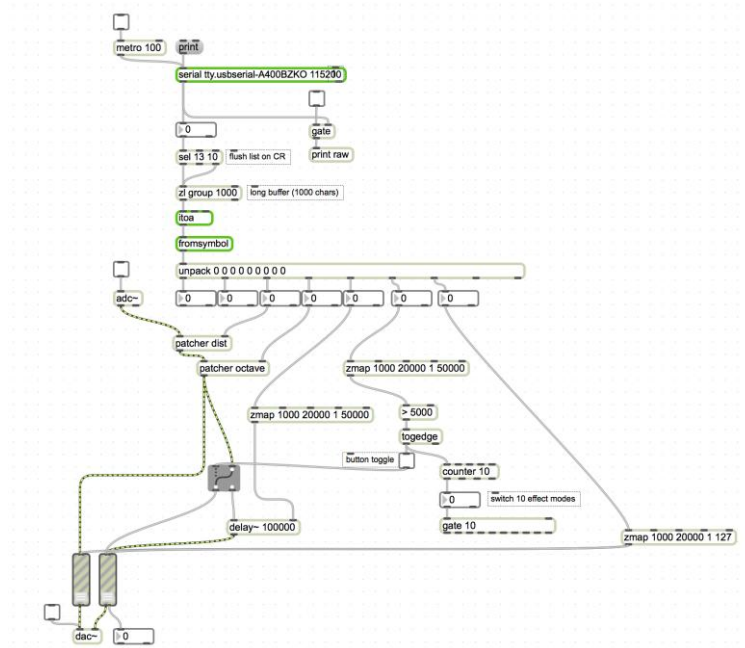 metro 100
print
serial tty.usbserial-A400BZKO 115200
0
gate
sel 13 10
flush list on CR
print raw
zl group 1000
long buffer (1000 chars)
itoa
fromsymbol
unpack 0 0 0 0 0 0 0 0 0
adc~
0
0
0
0
0
0
0
patcher dist
patcher octave
zmap 1000 20000 1 50000
zmap 1000 20000 1 50000
> 5000
togedge
button toggle
counter 10
0
switch 10 effect modes
delay~ 100000
gate 10
zmap 1000 20000 1 127
dac~
0